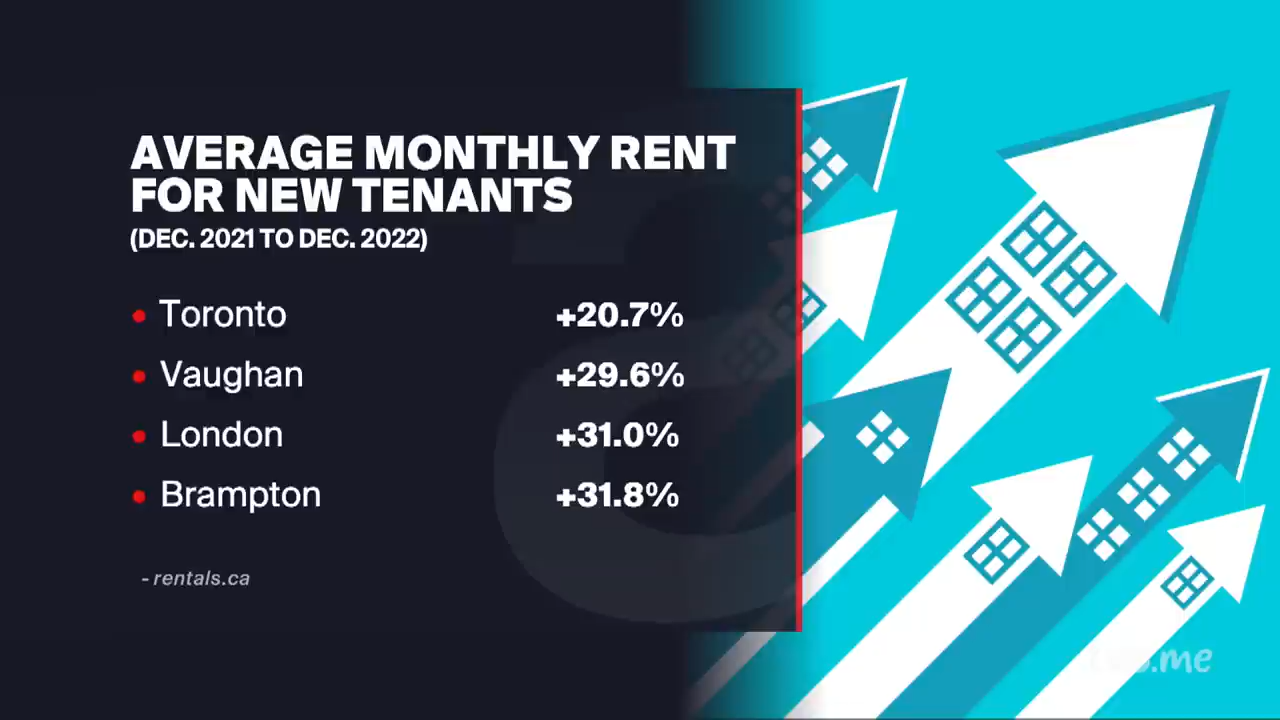 AVERAGE MONTHLY RENT
FOR NEW TENANTS
(DEC. 2021 TO DEC. 2022)
Toronto +20.7%
Vaughan +29.6%
London +31.0%
Brampton +31.8%
- rentals.ca
.me